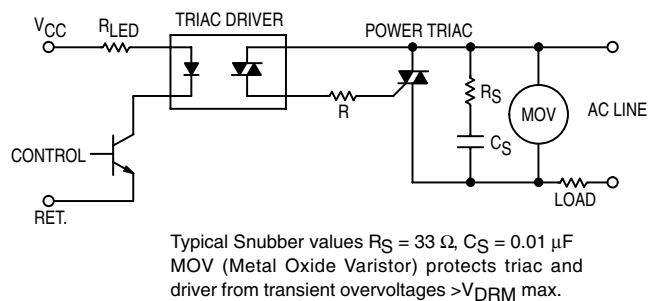 TRIAC DRIVER
POWER TRIAC
VCC
RLED
R
RS
CS
MOV
AC LINE
CONTROL
RET.
LOAD
Typical Snubber values RS = 33 Ω, CS = 0.01 μF
MOV (Metal Oxide Varistor) protects triac and
driver from transient overvoltages >VDRM max.